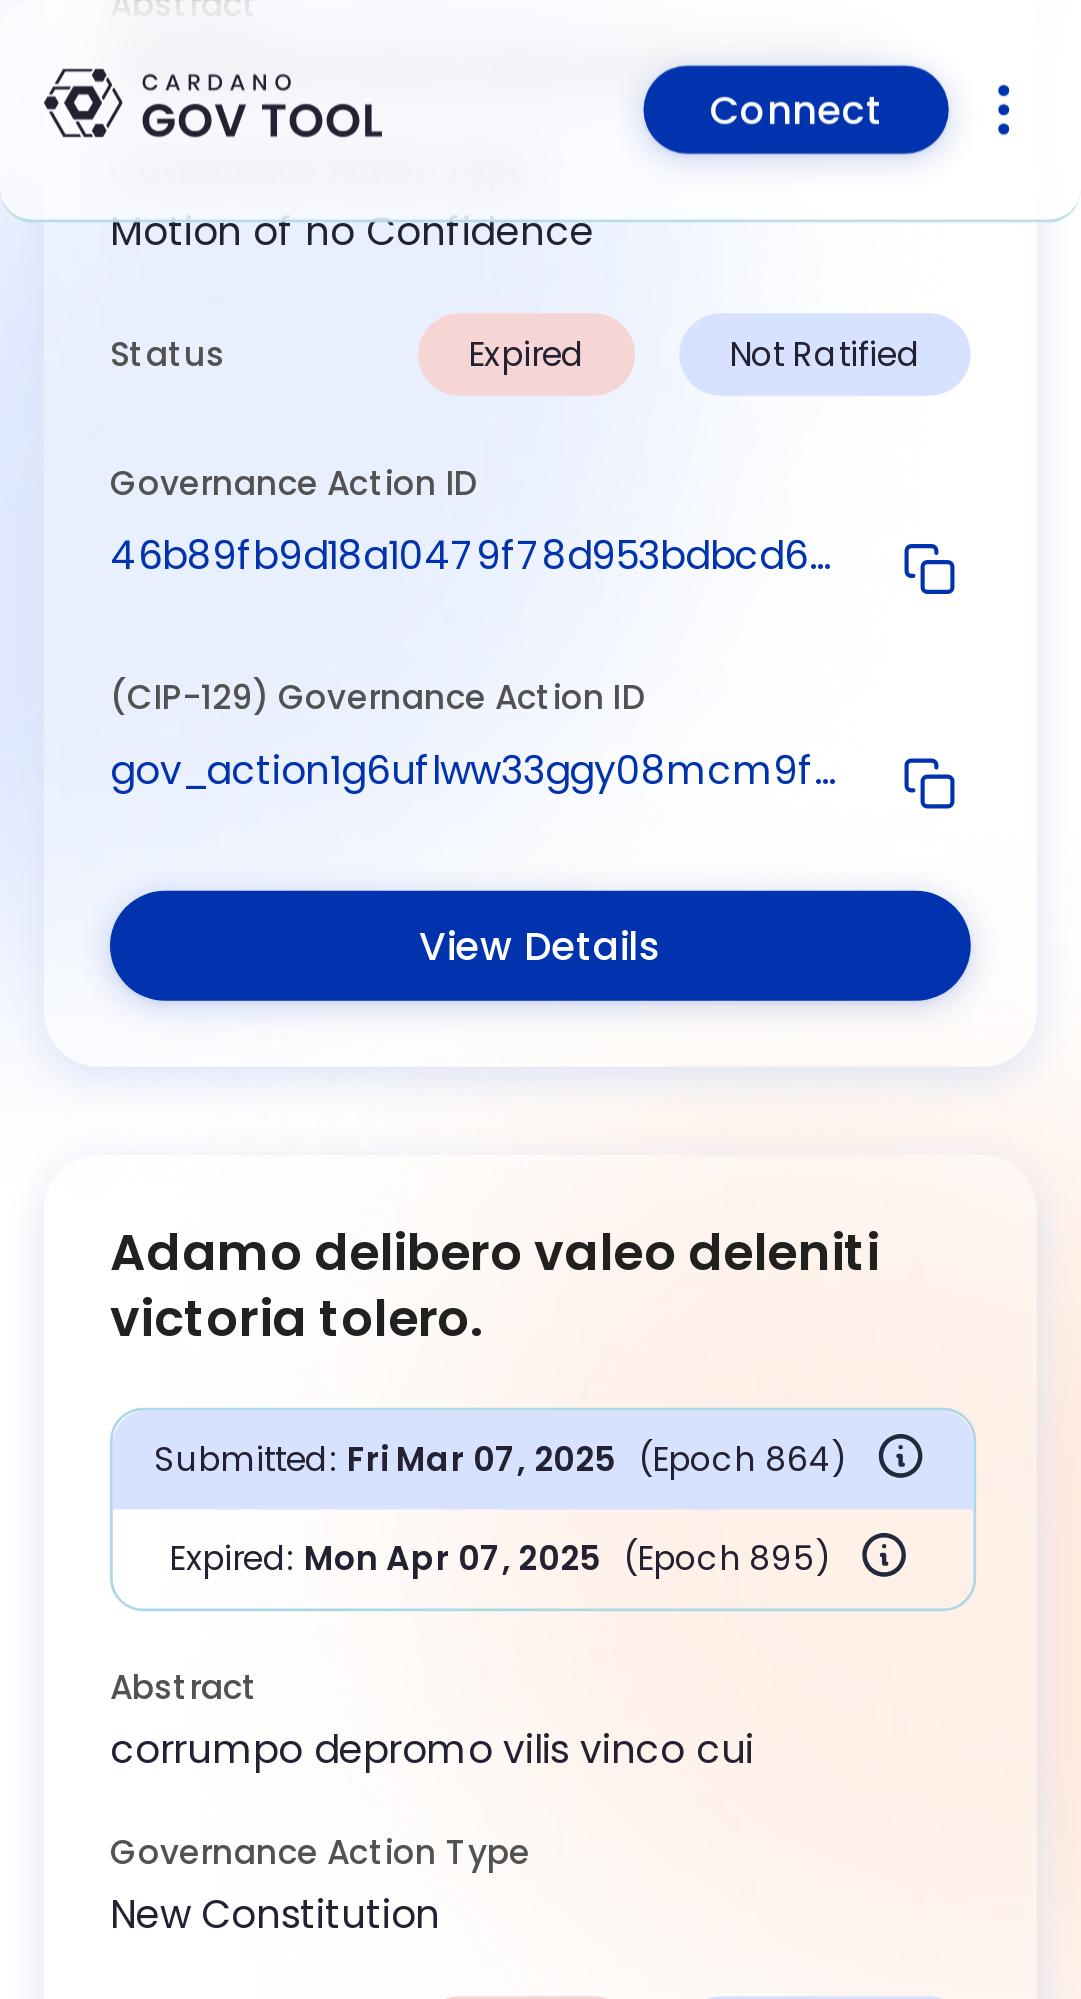 Abstract
CARDANO
GOV TOOL
Connect
Governance Action Type
Motion of no Confidence
Status
Expired
Not Ratified
Governance Action ID
46b89fb9d18a10479f78d953bdbcd6...
(CIP-129) Governance Action ID
gov_action1g6uflww33ggy08mcm9f...
View Details
Adamo delibero valeo deleniti
victoria tolero.
Submitted: Fri Mar 07, 2025 (Epoch 864)
Expired: Mon Apr 07, 2025 (Epoch 895)
Abstract
corrumpo depromo vilis vinco cui
Governance Action Type
New Constitution